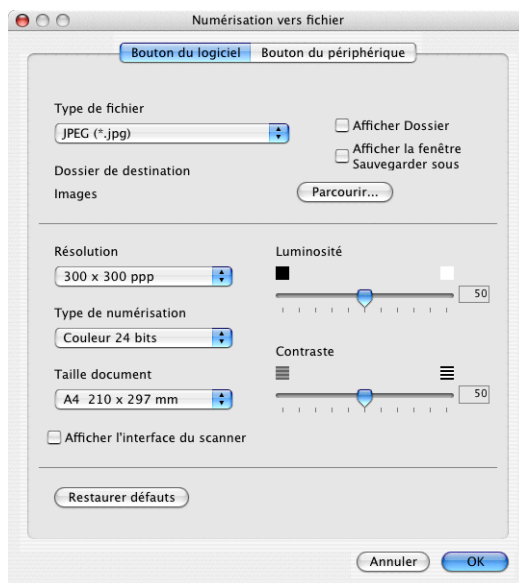 Numérisation vers fichier
Bouton du logiciel Bouton du périphérique
Type de fichier
JPEG (*.jpg)
Afficher Dossier
Afficher la fenêtre
Sauvegarder sous
Dossier de destination
Images
Parcourir...
Résolution
300 x 300 ppp
Type de numérisation
Couleur 24 bits
Taille document
A4 210 x 297 mm
Afficher l'interface du scanner
Luminosité
50
Contraste
50
Restaurer défauts
Annuler OK